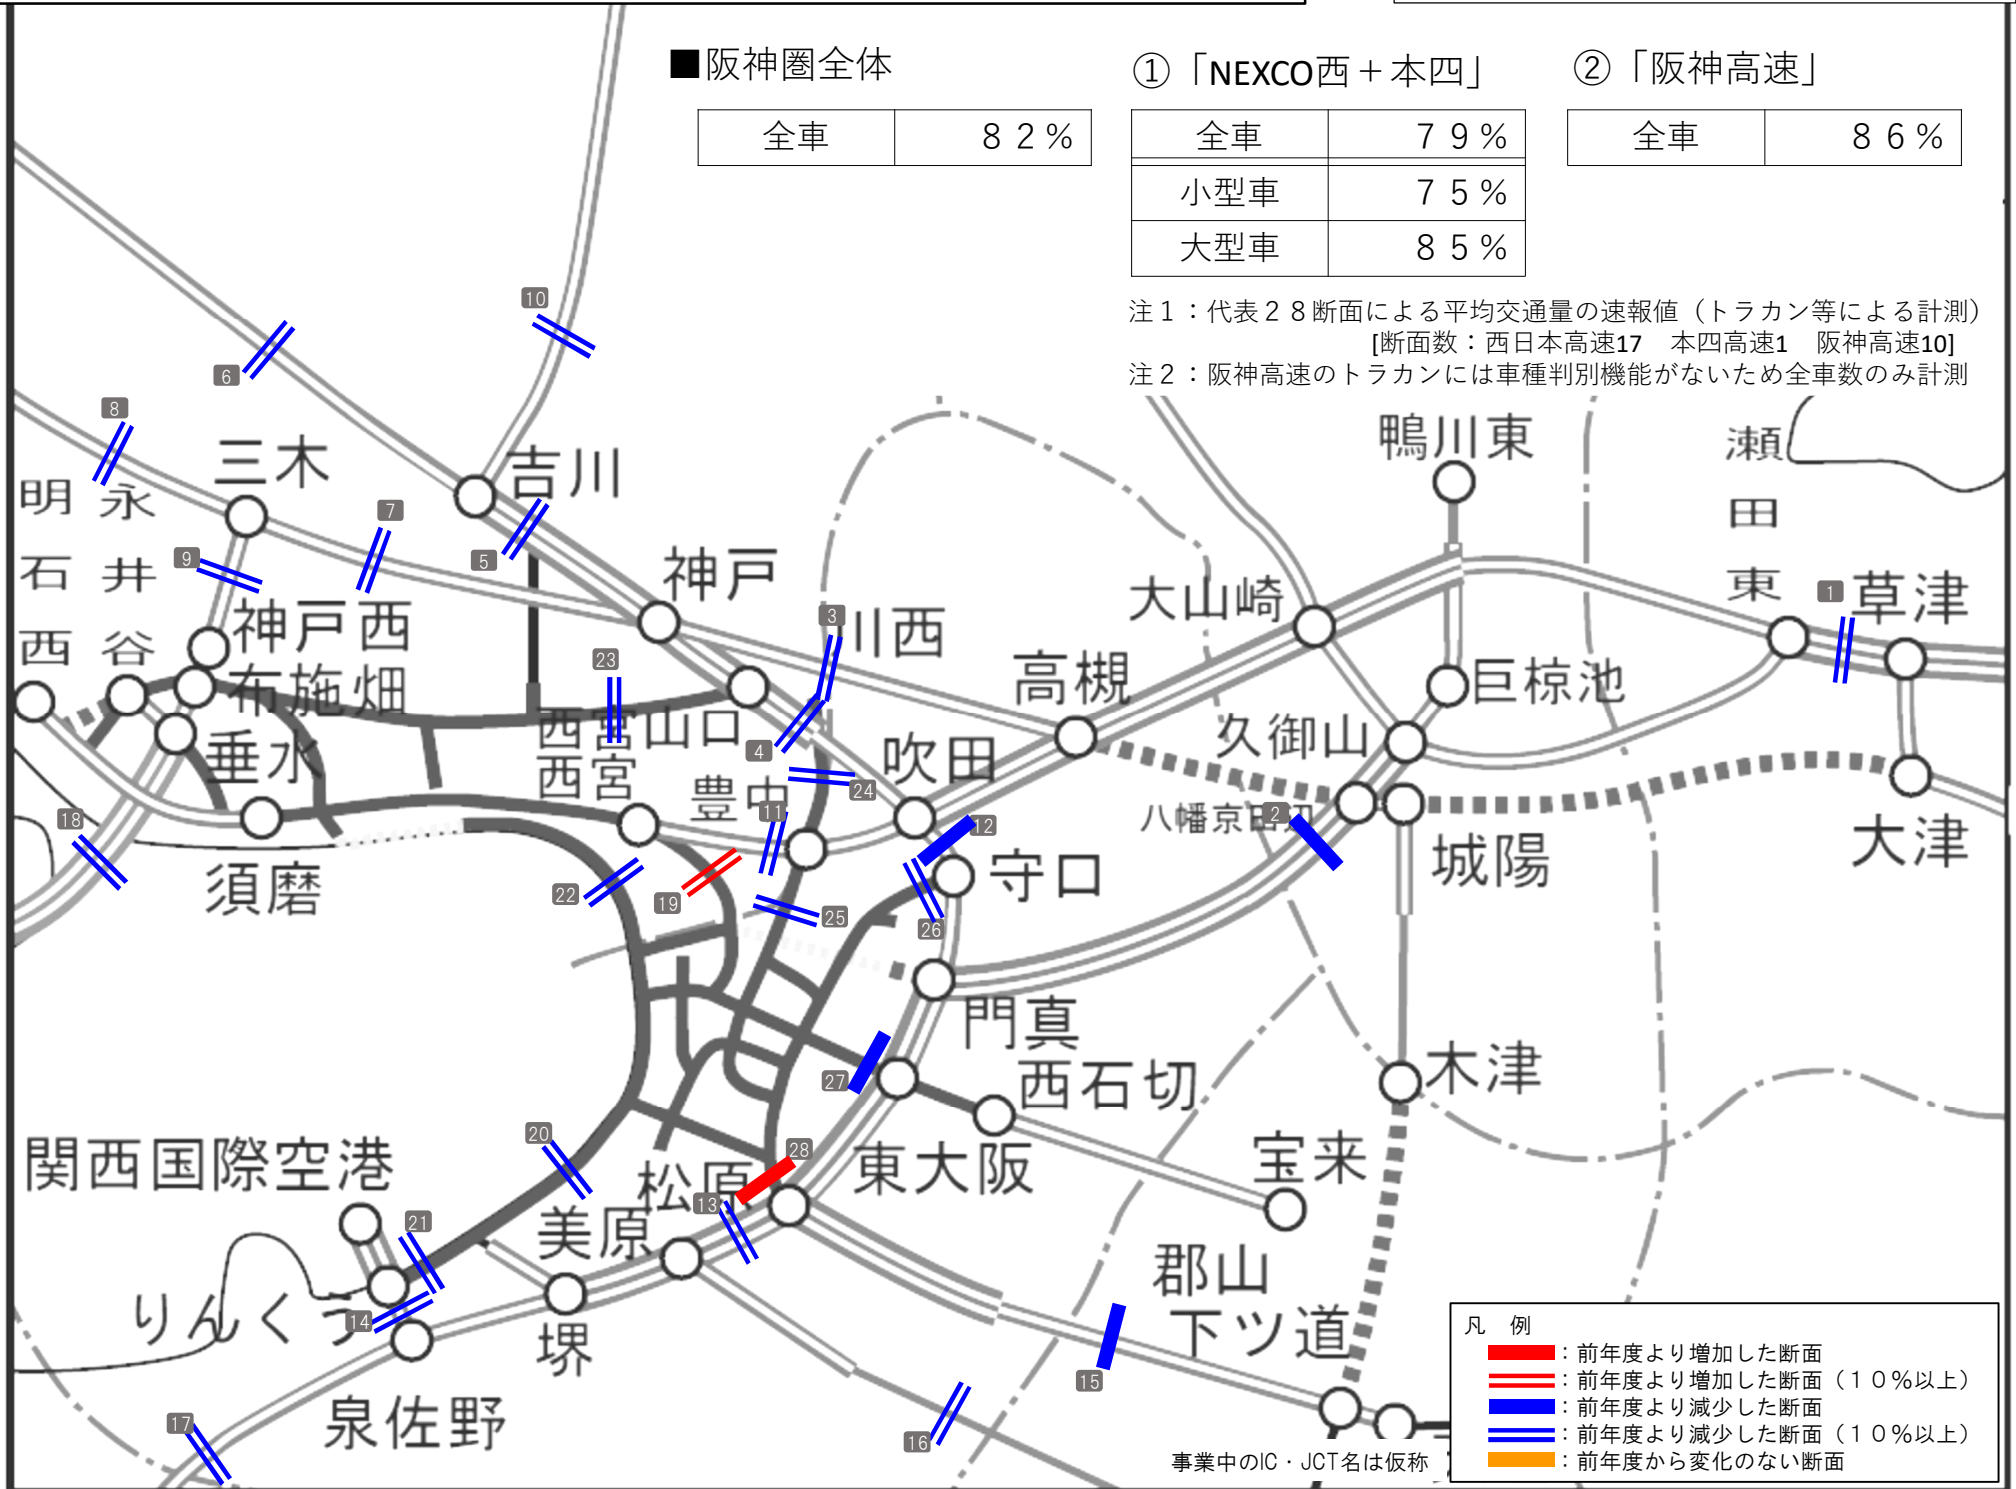 ■阪神圏全体
全車 82%
①「NEXCO西＋本四」
全車 79%
小型車 75%
大型車 85%
②「阪神高速」
全車 86%
注1：代表28断面による平均交通量の速報値（トラカン等による計測）
[断面数：西日本高速17 本四高速1 阪神高速10]
注2：阪神高速のトラカンには車種判別機能がないため全車数のみ計測
10
6
8
三木
吉川
鴨川東
瀬田東
明石西
永井谷
7
5
9
神戸
神戸西
布施畑
大山崎
1
草津
3
川西
23
高槻
巨椋池
西宮山口
4
久御山
垂水
西宮
吹田
豊中
24
八幡京田辺
2
18
11
12
城陽
大津
須磨
22
19
25
守口
26
門真
27
西石切
木津
20
関西国際空港
28
松原
13
東大阪
宝来
21
美原
りんくう
14
堺
郡山下ツ道
15
17
泉佐野
16
事業中のIC・JCT名は仮称
凡 例
：前年度より増加した断面
：前年度より増加した断面（10%以上）
：前年度より減少した断面
：前年度より減少した断面（10%以上）
：前年度から変化のない断面